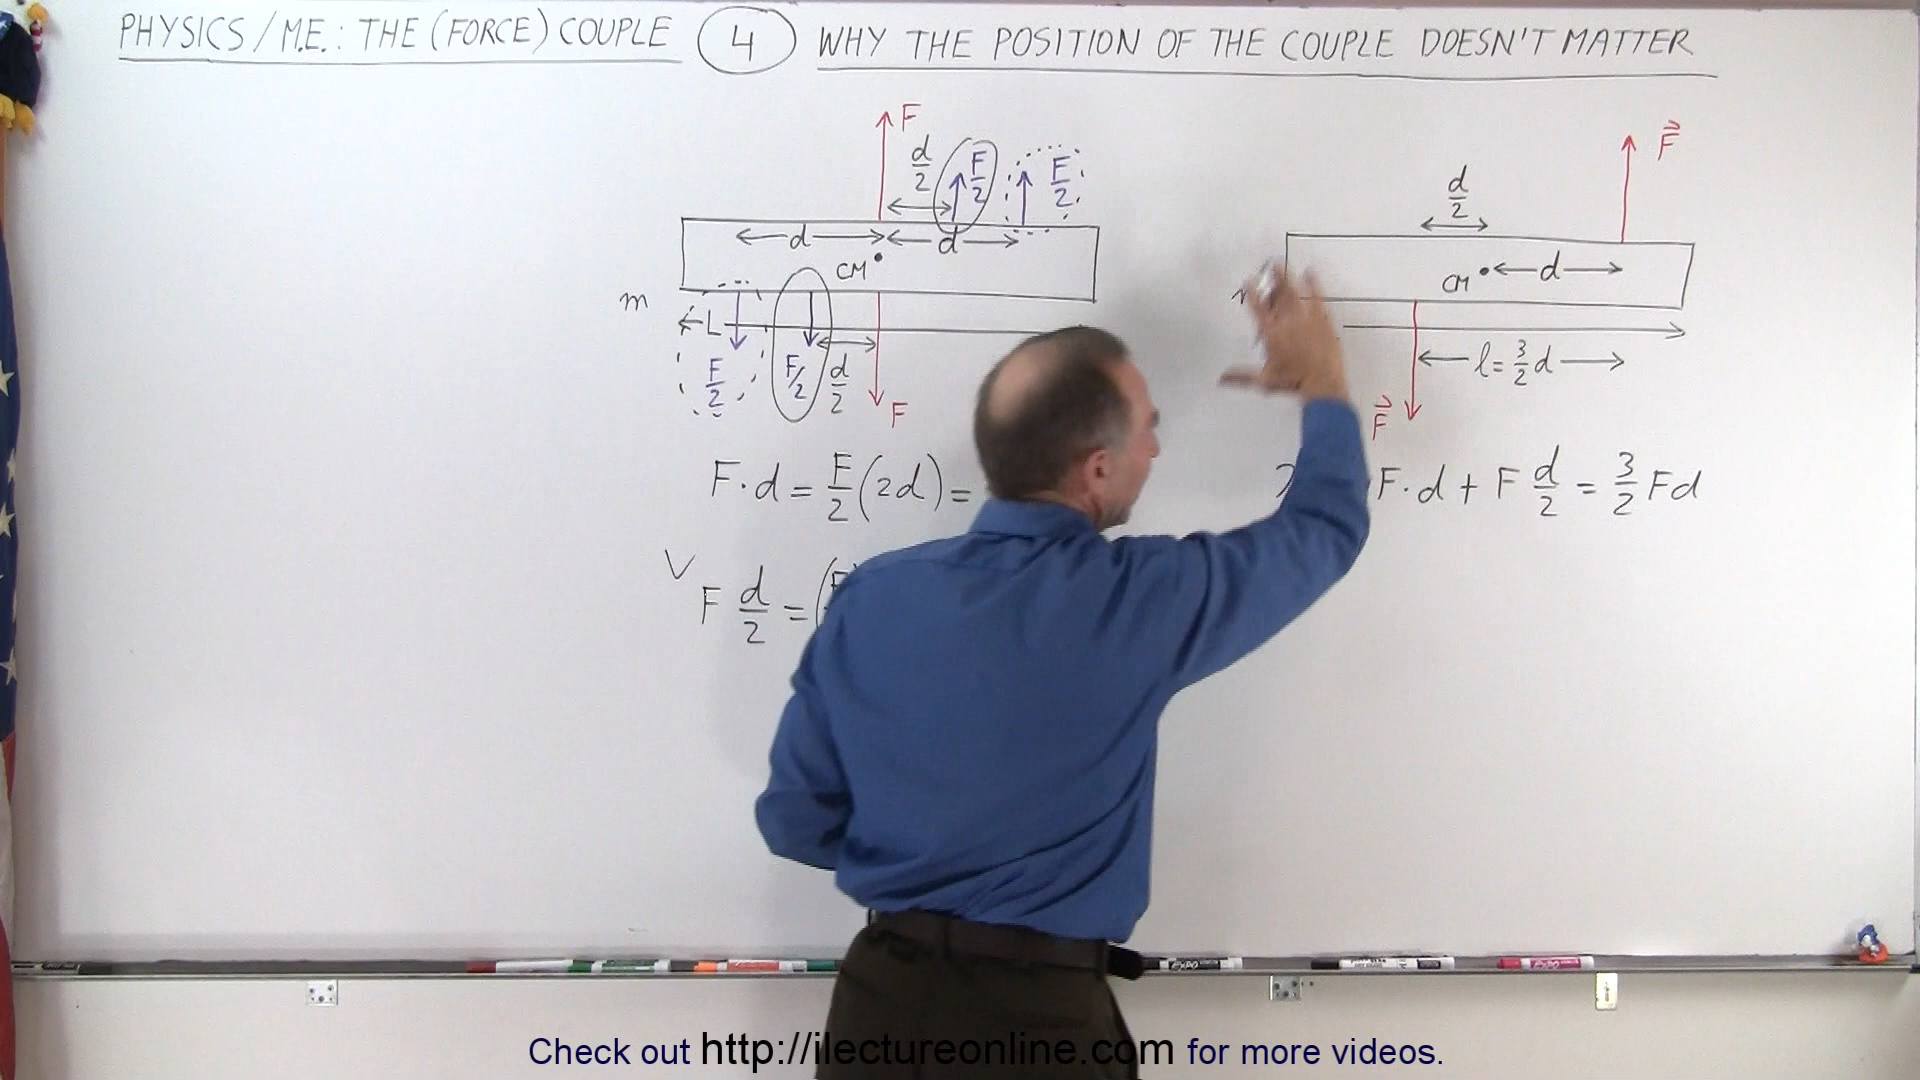 PHYSICS / M.E.: THE (FORCE) COUPLE 4 WHY THE POSITION OF THE COUPLE DOESN'T MATTER
F
d/2
F/2
F/2
d
d
CM
m
L
F/2
F/2
d/2
F
F·d = F/2 (2d) =
F d/2 = (F
F
d/2
CM
d
l = 3/2 d
F
F·d + F d/2 = 3/2 Fd
EXPO
Check out http://ilectureonline.com for more videos.